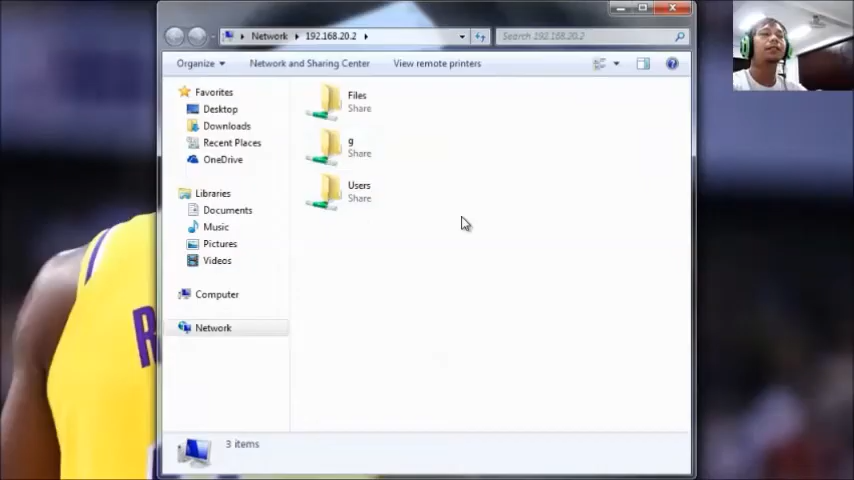 Network 192.168.20.2
Search 192.168.20.2
Organize Network and Sharing Center View remote printers
Favorites
Desktop
Downloads
Recent Places
OneDrive
Libraries
Documents
Music
Pictures
Videos
Computer
Network
Files
Share
g
Share
Users
Share
3 items
R